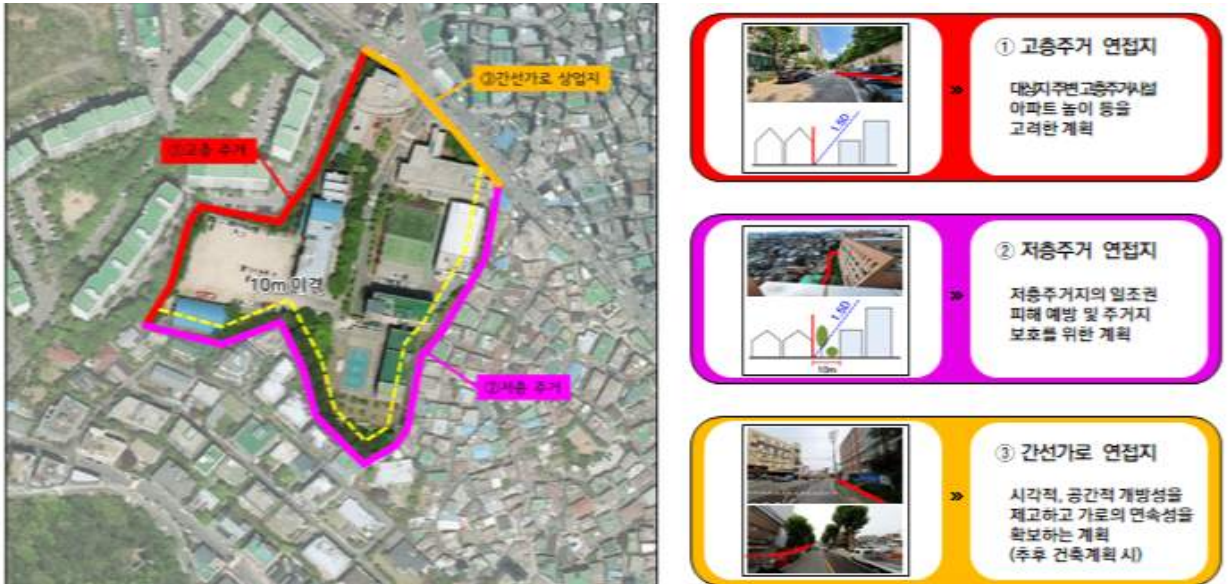 ③간선가로 상업지
①고층 주거
10m 이격
②저층 주거
1.5D
① 고층주거 연접지
대상지 주변 고층주거시설
아파트 높이 등을
고려한 계획
1.5D
10m
② 저층주거 연접지
저층주거지의 일조권
피해 예방 및 주거지
보호를 위한 계획
③ 간선가로 연접지
시각적, 공간적 개방성을
제고하고 가로의 연속성을
확보하는 계획
(추후 건축계획 시)